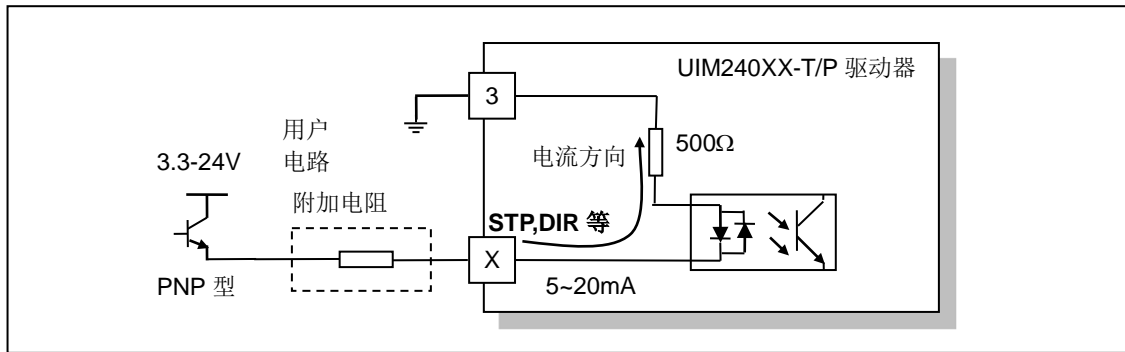 UIM240XX-T/P 驱动器
3
用户
电路
3.3-24V
电流方向
500Ω
附加电阻
STP,DIR 等
X
PNP 型
5~20mA